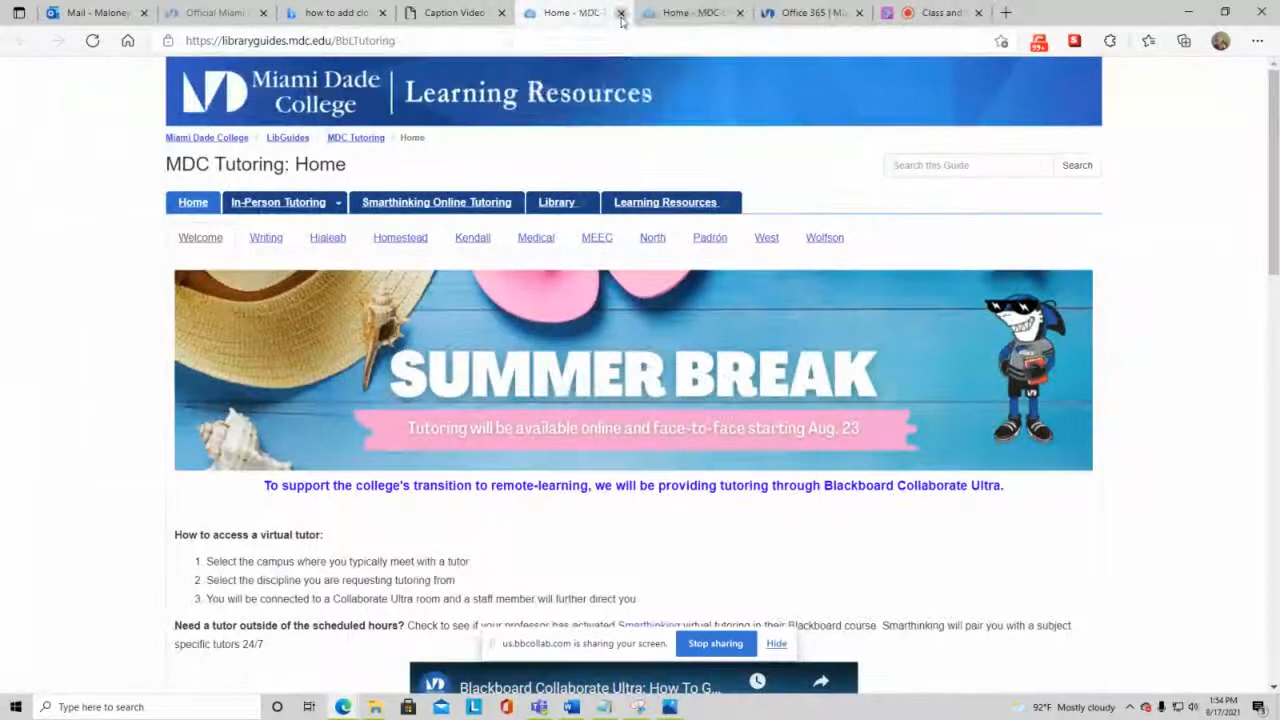 Mail - Maloney
Official Miami
how to add clo
Caption Video
Home - MDC T
Home - MDC
Office 365 | Mi
Class and
https://libraryguides.mdc.edu/BbLTutoring
99+
Miami Dade College | Learning Resources
Miami Dade College / LibGuides / MDC Tutoring / Home
MDC Tutoring: Home
Search this Guide Search
Home In-Person Tutoring Smarthinking Online Tutoring Library Learning Resources
Welcome Writing Hialeah Homestead Kendall Medical MEEC North Padrón West Wolfson
SUMMER BREAK
Tutoring will be available online and face-to-face starting Aug. 23
To support the college's transition to remote-learning, we will be providing tutoring through Blackboard Collaborate Ultra.
How to access a virtual tutor:
1. Select the campus where you typically meet with a tutor
2. Select the discipline you are requesting tutoring from
3. You will be connected to a Collaborate Ultra room and a staff member will further direct you
Need a tutor outside of the scheduled hours? Check to see if your professor has activated Smarthinking virtual tutoring in their Blackboard course. Smarthinking will pair you with a subject
specific tutors 24/7
us.bbcollab.com is sharing your screen. Stop sharing Hide
Blackboard Collaborate Ultra: How To G...
Type here to search
92°F Mostly cloudy
1:54 PM
8/17/2021